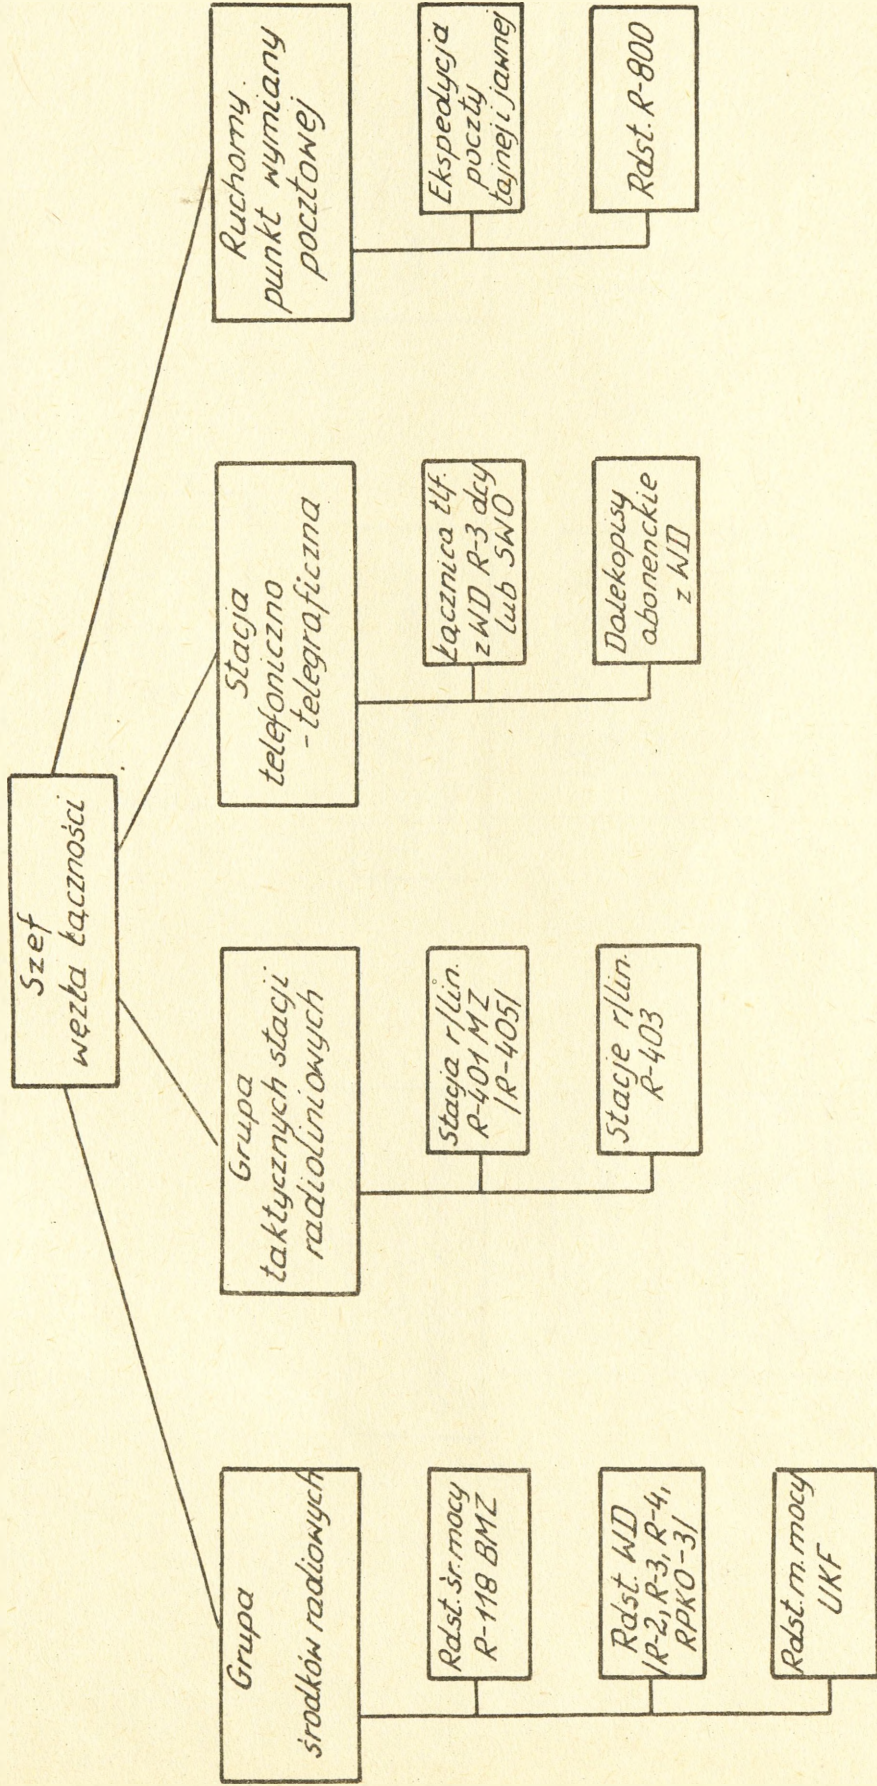 Szef
węzła łączności
Grupa
środków radiowych
Rdst. śr. mocy
R-118 BMZ
Rdst. WD
/R-2, R-3, R-4,
RPKO-3/
Rdst. m. mocy
UKF
Grupa
taktycznych stacji
radioliniowych
Stacja r/lin.
R-401 MZ
/R-405/
Stacje r/lin.
R-403
Stacja
telefoniczno
-telegraficzna
Łącznica tlf.
z WD R-3 dcy
lub SWO
Dalekopisy
abonenckie
z WD
Ruchomy
punkt wymiany
pocztowej
Ekspedycja
poczty
tajnej i jawnej
Rdst. R-800